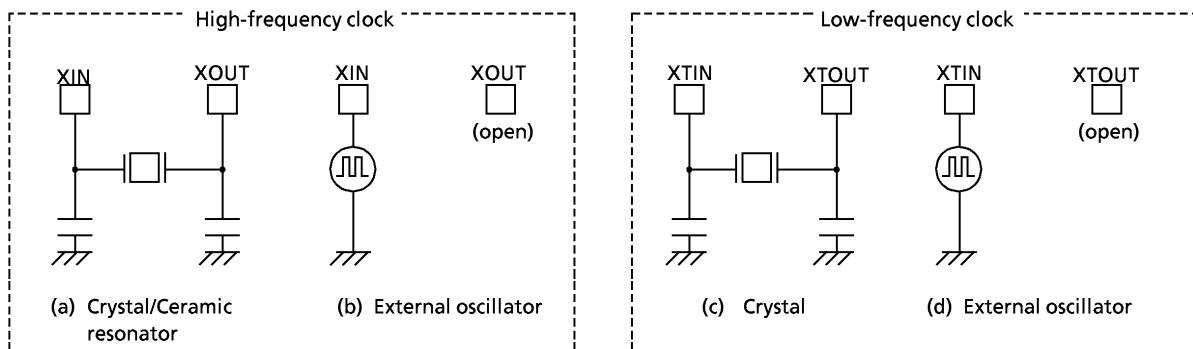 High-frequency clock
Low-frequency clock
XIN XOUT XIN XOUT
XTIN XTOUT XTIN XTOUT
(open)
(open)
(a) Crystal/Ceramic
resonator
(b) External oscillator
(c) Crystal
(d) External oscillator